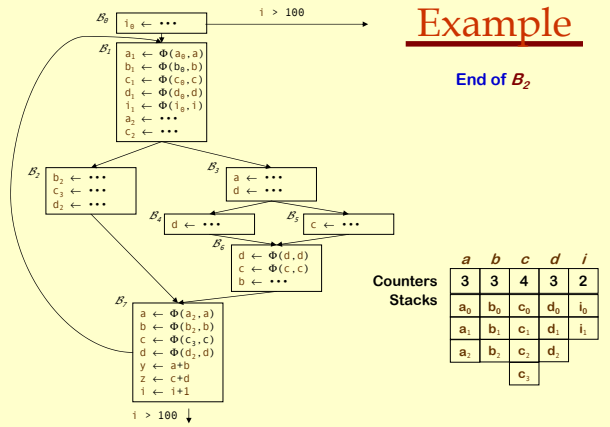 Example
End of B₂
i > 100
B₀
i₀ ← •••
B₁
a₁ ← Φ(a₀,a)
b₁ ← Φ(b₀,b)
c₁ ← Φ(c₀,c)
d₁ ← Φ(d₀,d)
i₁ ← Φ(i₀,i)
a₂ ← •••
c₂ ← •••
B₂
b₂ ← •••
c₃ ← •••
d₂ ← •••
B₃
a ← •••
d ← •••
B₄
d ← •••
B₅
c ← •••
B₆
d ← Φ(d,d)
c ← Φ(c,c)
b ← •••
B₇
a ← Φ(a₂,a)
b ← Φ(b₂,b)
c ← Φ(c₃,c)
d ← Φ(d₂,d)
y ← a+b
z ← c+d
i ← i+1
i > 100
a b c d i
Counters 3 3 4 3 2
Stacks
a₀ b₀ c₀ d₀ i₀
a₁ b₁ c₁ d₁ i₁
a₂ b₂ c₂ d₂
c₃